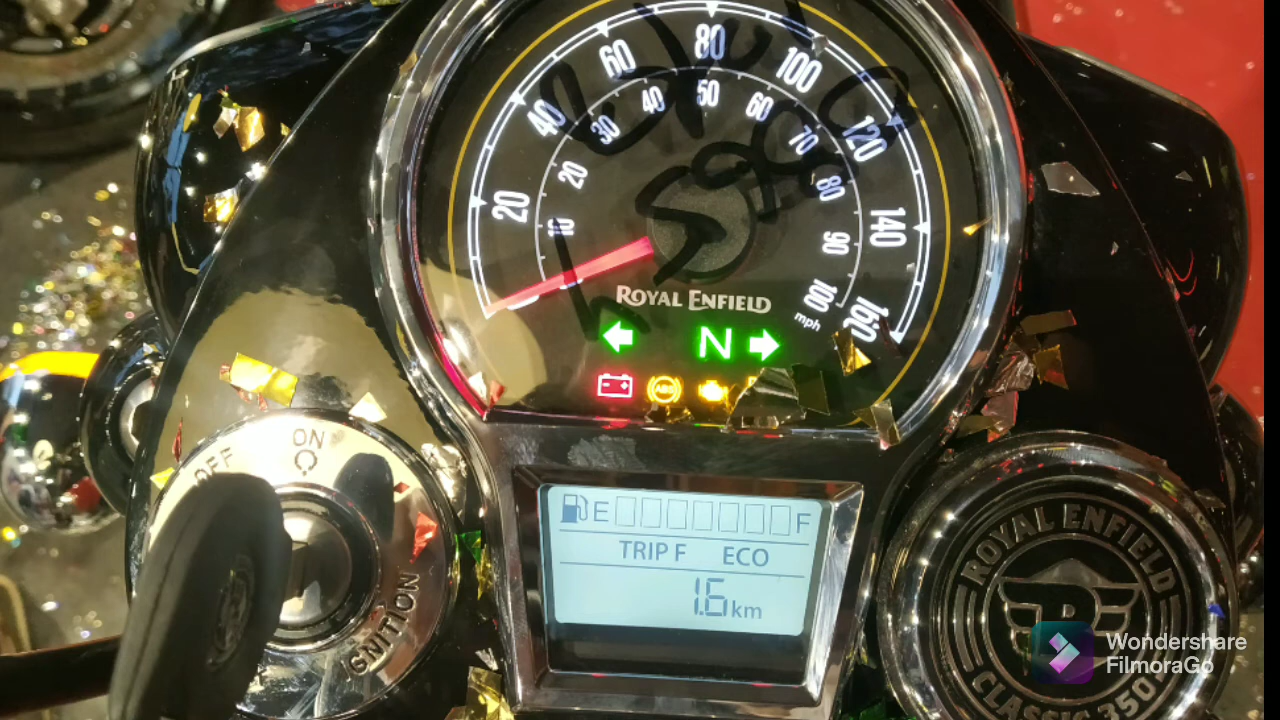 20 40 60 80 100 120 140 160
10 20 30 40 50 60 70 80 90 100
mph
ROYAL ENFIELD
N
ABS
ON
OFF
IGNITION
E F
TRIP F ECO
1.6 km
ROYAL ENFIELD
R
CLASSIC 350
Wondershare
FilmoraGo